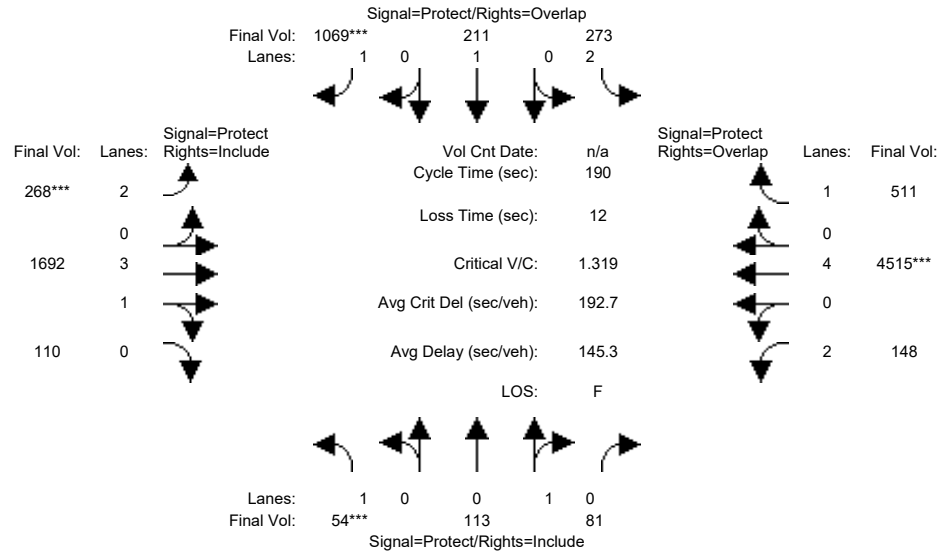 Signal=Protect/Rights=Overlap
Final Vol: 1069*** 211 273
Lanes: 1 0 1 0 2
Signal=Protect Signal=Protect
Final Vol: Lanes: Rights=Include Vol Cnt Date: n/a Rights=Overlap Lanes: Final Vol:
Cycle Time (sec): 190
268*** 2 1 511
Loss Time (sec): 12
0 0
1692 3 Critical V/C: 1.319 4 4515***
1 Avg Crit Del (sec/veh): 192.7 0
110 0 Avg Delay (sec/veh): 145.3 2 148
LOS: F
Lanes: 1 0 0 1 0
Final Vol: 54*** 113 81
Signal=Protect/Rights=Include